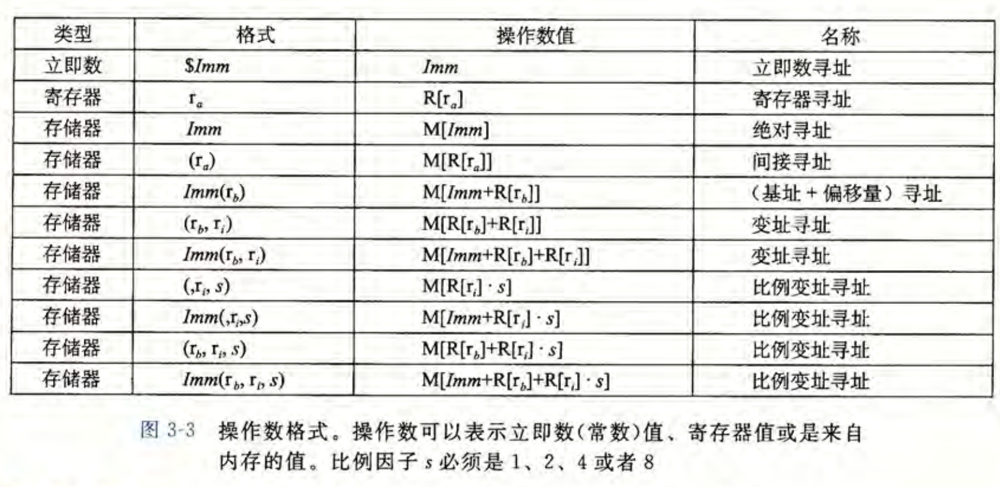 类型 格式 操作数值 名称
立即数 $Imm Imm 立即数寻址
寄存器 rₐ R[rₐ] 寄存器寻址
存储器 Imm M[Imm] 绝对寻址
存储器 (rₐ) M[R[rₐ]] 间接寻址
存储器 Imm(r_b) M[Imm+R[r_b]] （基址+偏移量）寻址
存储器 (r_b, r_i) M[R[r_b]+R[r_i]] 变址寻址
存储器 Imm(r_b, r_i) M[Imm+R[r_b]+R[r_i]] 变址寻址
存储器 (,r_i, s) M[R[r_i]·s] 比例变址寻址
存储器 Imm(,r_i,s) M[Imm+R[r_i]·s] 比例变址寻址
存储器 (r_b, r_i, s) M[R[r_b]+R[r_i]·s] 比例变址寻址
存储器 Imm(r_b, r_i, s) M[Imm+R[r_b]+R[r_i]·s] 比例变址寻址
图 3-3 操作数格式。操作数可以表示立即数(常数)值、寄存器值或是来自
内存的值。比例因子 s 必须是 1、2、4 或者 8